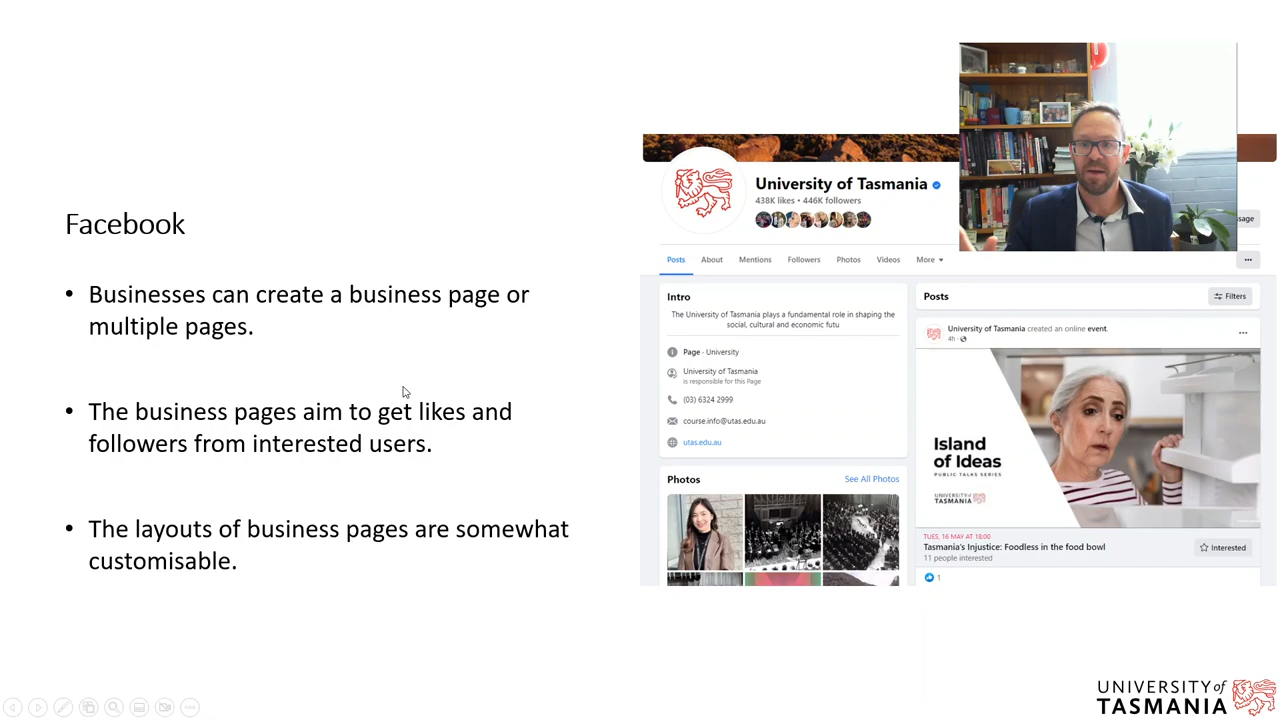 Facebook
• Businesses can create a business page or
multiple pages.
• The business pages aim to get likes and
followers from interested users.
• The layouts of business pages are somewhat
customisable.
University of Tasmania
438K likes • 446K followers
ssage
Posts
About
Mentions
Followers
Photos
Videos
More
Intro
The University of Tasmania plays a fundamental role in shaping the
social, cultural and economic futu
Page · University
University of Tasmania
is responsible for this Page
(03) 6324 2999
course.info@utas.edu.au
utas.edu.au
Photos
See All Photos
Posts
Filters
University of Tasmania created an online event.
4h ·
Island
of Ideas
PUBLIC TALKS SERIES
UNIVERSITY of
TASMANIA
TUES, 16 MAY AT 18:00
Tasmania's Injustice: Foodless in the food bowl
11 people interested
Interested
1
UNIVERSITY of
TASMANIA